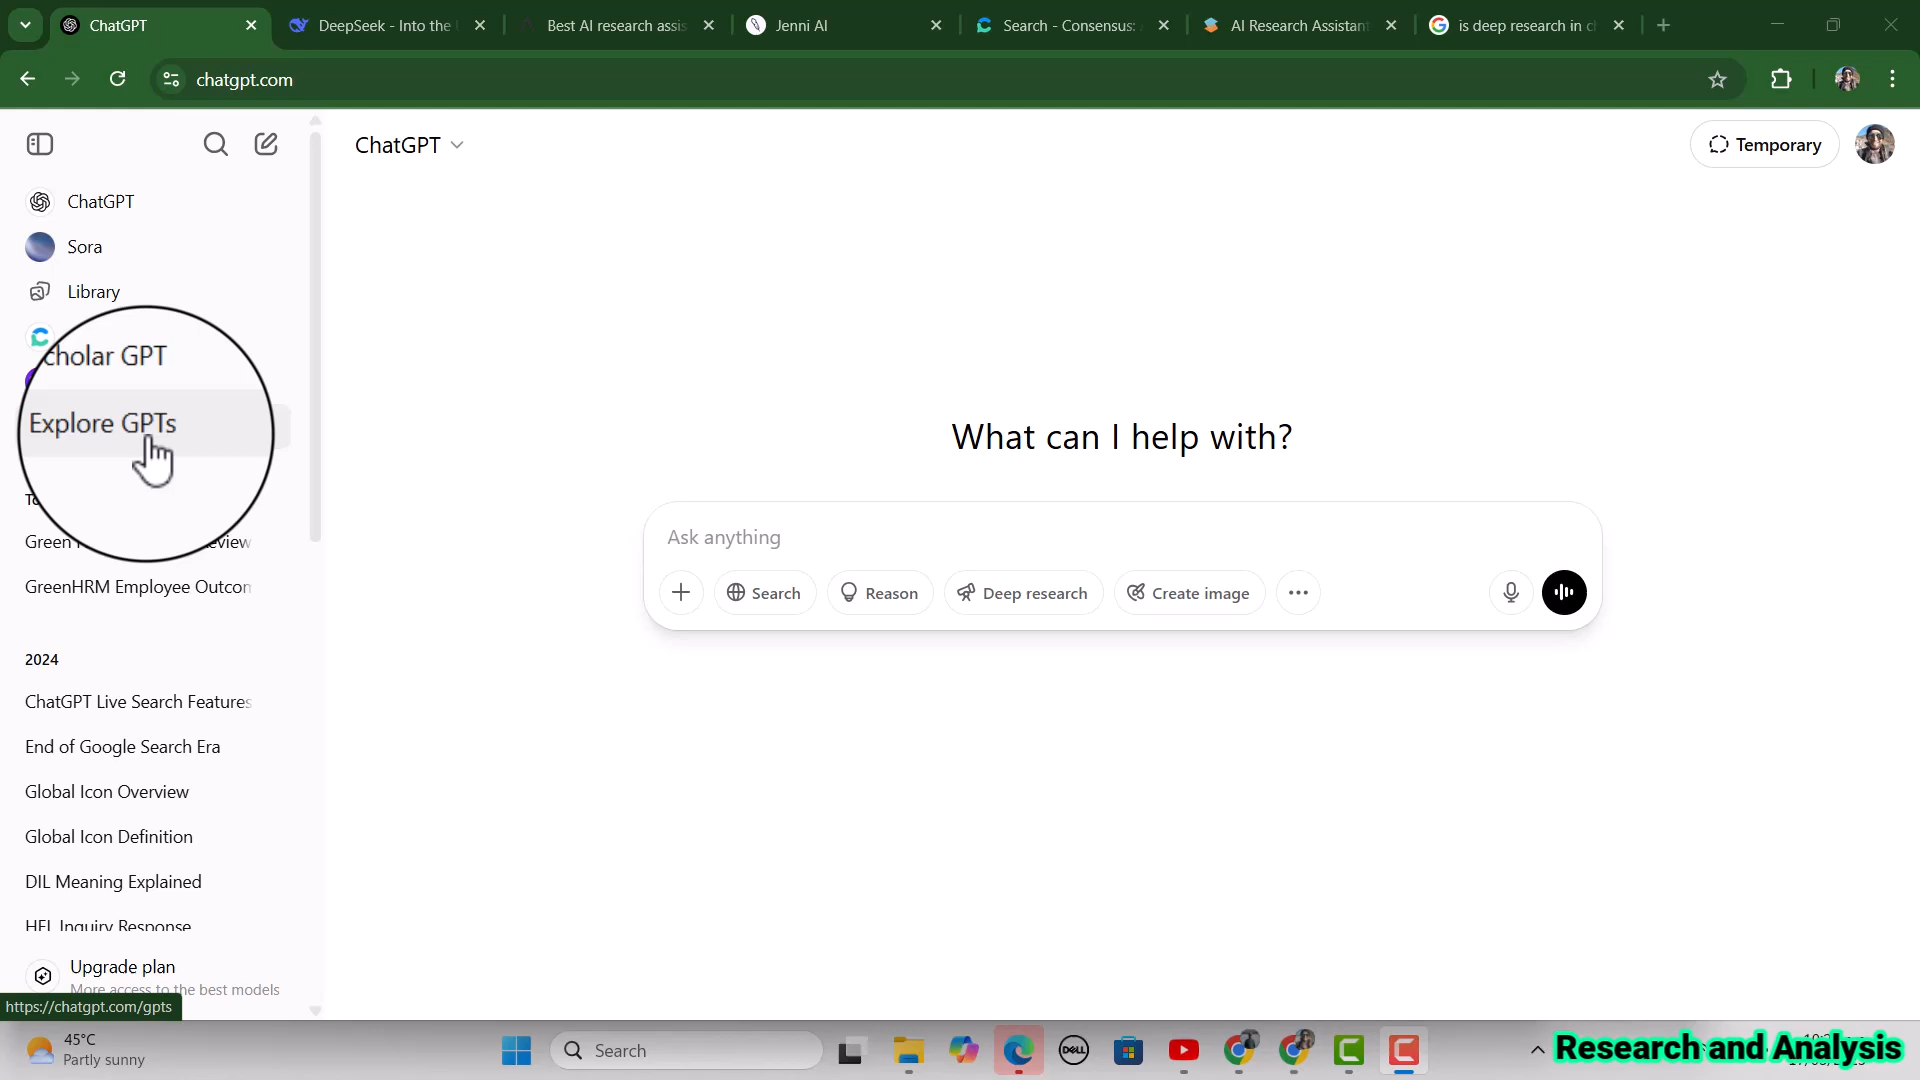 ChatGPT
DeepSeek - Into the
Best AI research assis
Jenni AI
Search - Consensus:
AI Research Assistant
is deep research in c
chatgpt.com
ChatGPT
Temporary
ChatGPT
Sora
Library
cholar GPT
Explore GPTs
Green
view
GreenHRM Employee Outcon
2024
ChatGPT Live Search Features
End of Google Search Era
Global Icon Overview
Global Icon Definition
DIL Meaning Explained
HEL Inquiry Response
Upgrade plan
More access to the best models
https://chatgpt.com/gpts
What can I help with?
Ask anything
Search
Reason
Deep research
Create image
45°C
Partly sunny
Search
DELL
Research and Analysis